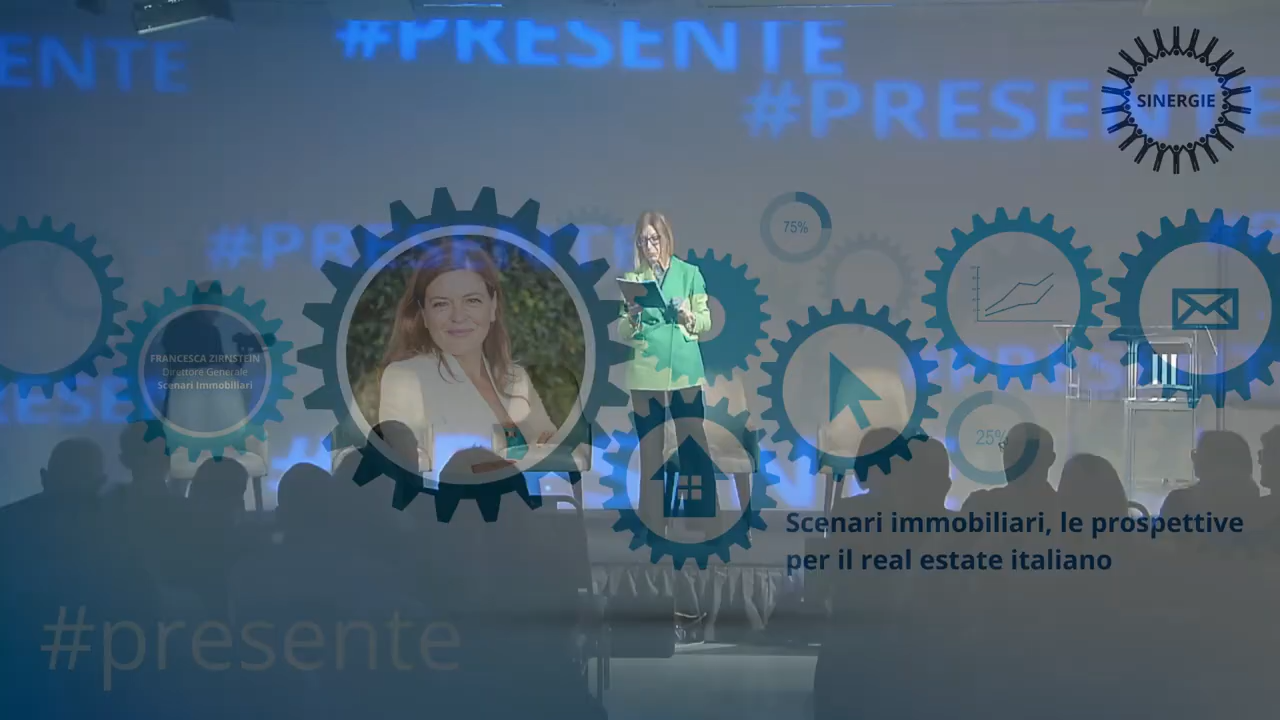 #PRESENTE
ENTE
#PRESENTE
SINERGIE
#PRESENTE
75%
FRANCESCA ZIRNSTEIN
Direttore Generale
Scenari Immobiliari
25%
Scenari immobiliari, le prospettive
per il real estate italiano
#presente